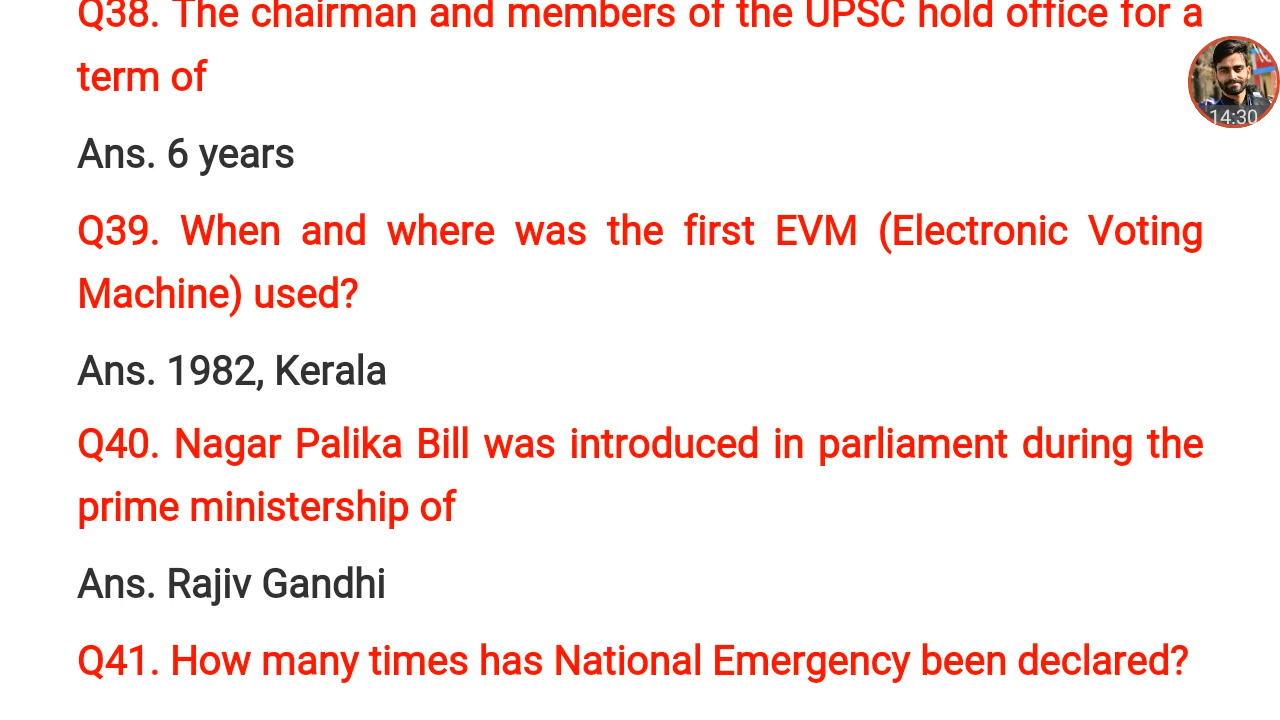 Q38. The chairman and members of the UPSC hold office for a
term of
14:30
Ans. 6 years
Q39. When and where was the first EVM (Electronic Voting
Machine) used?
Ans. 1982, Kerala
Q40. Nagar Palika Bill was introduced in parliament during the
prime ministership of
Ans. Rajiv Gandhi
Q41. How many times has National Emergency been declared?